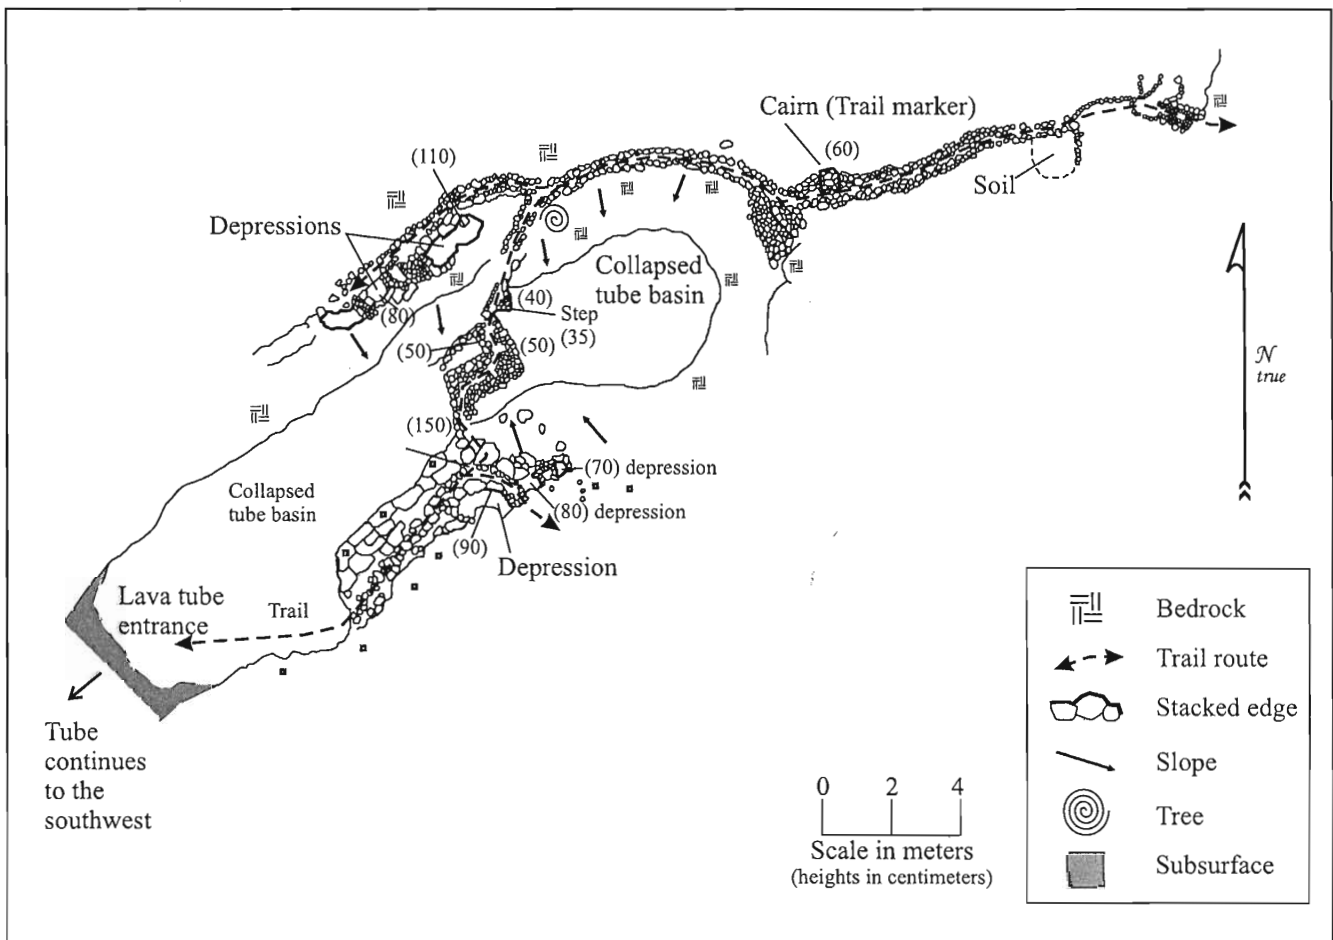 Cairn (Trail marker)
(60)
(110)
Soil
Depressions
Collapsed
tube basin
(40)
(80)
Step
(35)
(50)
(50)
N
true
(150)
(70) depression
Collapsed
tube basin
(80) depression
(90)
Depression
Lava tube
entrance
Trail
Tube
continues
to the
southwest
0 2 4
Scale in meters
(heights in centimeters)
Bedrock
Trail route
Stacked edge
Slope
Tree
Subsurface